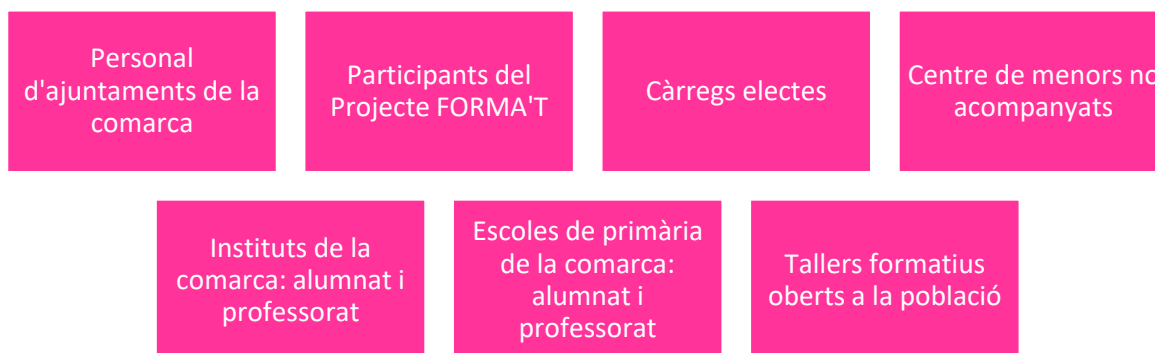 Personal
d'ajuntaments de la
comarca
Participants del
Projecte FORMA'T
Càrregs electes
Centre de menors no
acompanyats
Instituts de la
comarca: alumnat i
professorat
Escoles de primària
de la comarca:
alumnat i
professorat
Tallers formatius
oberts a la població